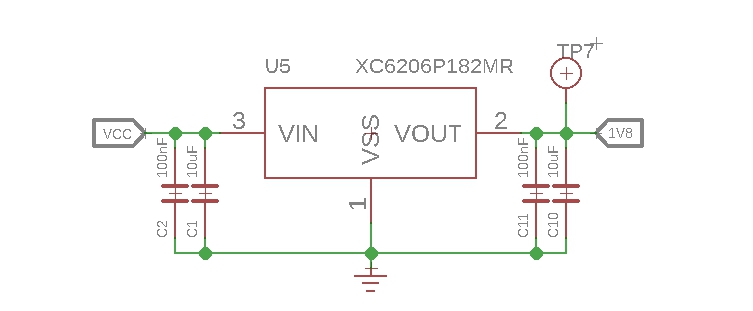 TP7
U5
XC6206P182MR
VCC
3
VIN
VSS
VOUT
2
1V8
100nF
10uF
100nF
10uF
1
C2
C1
C11
C10